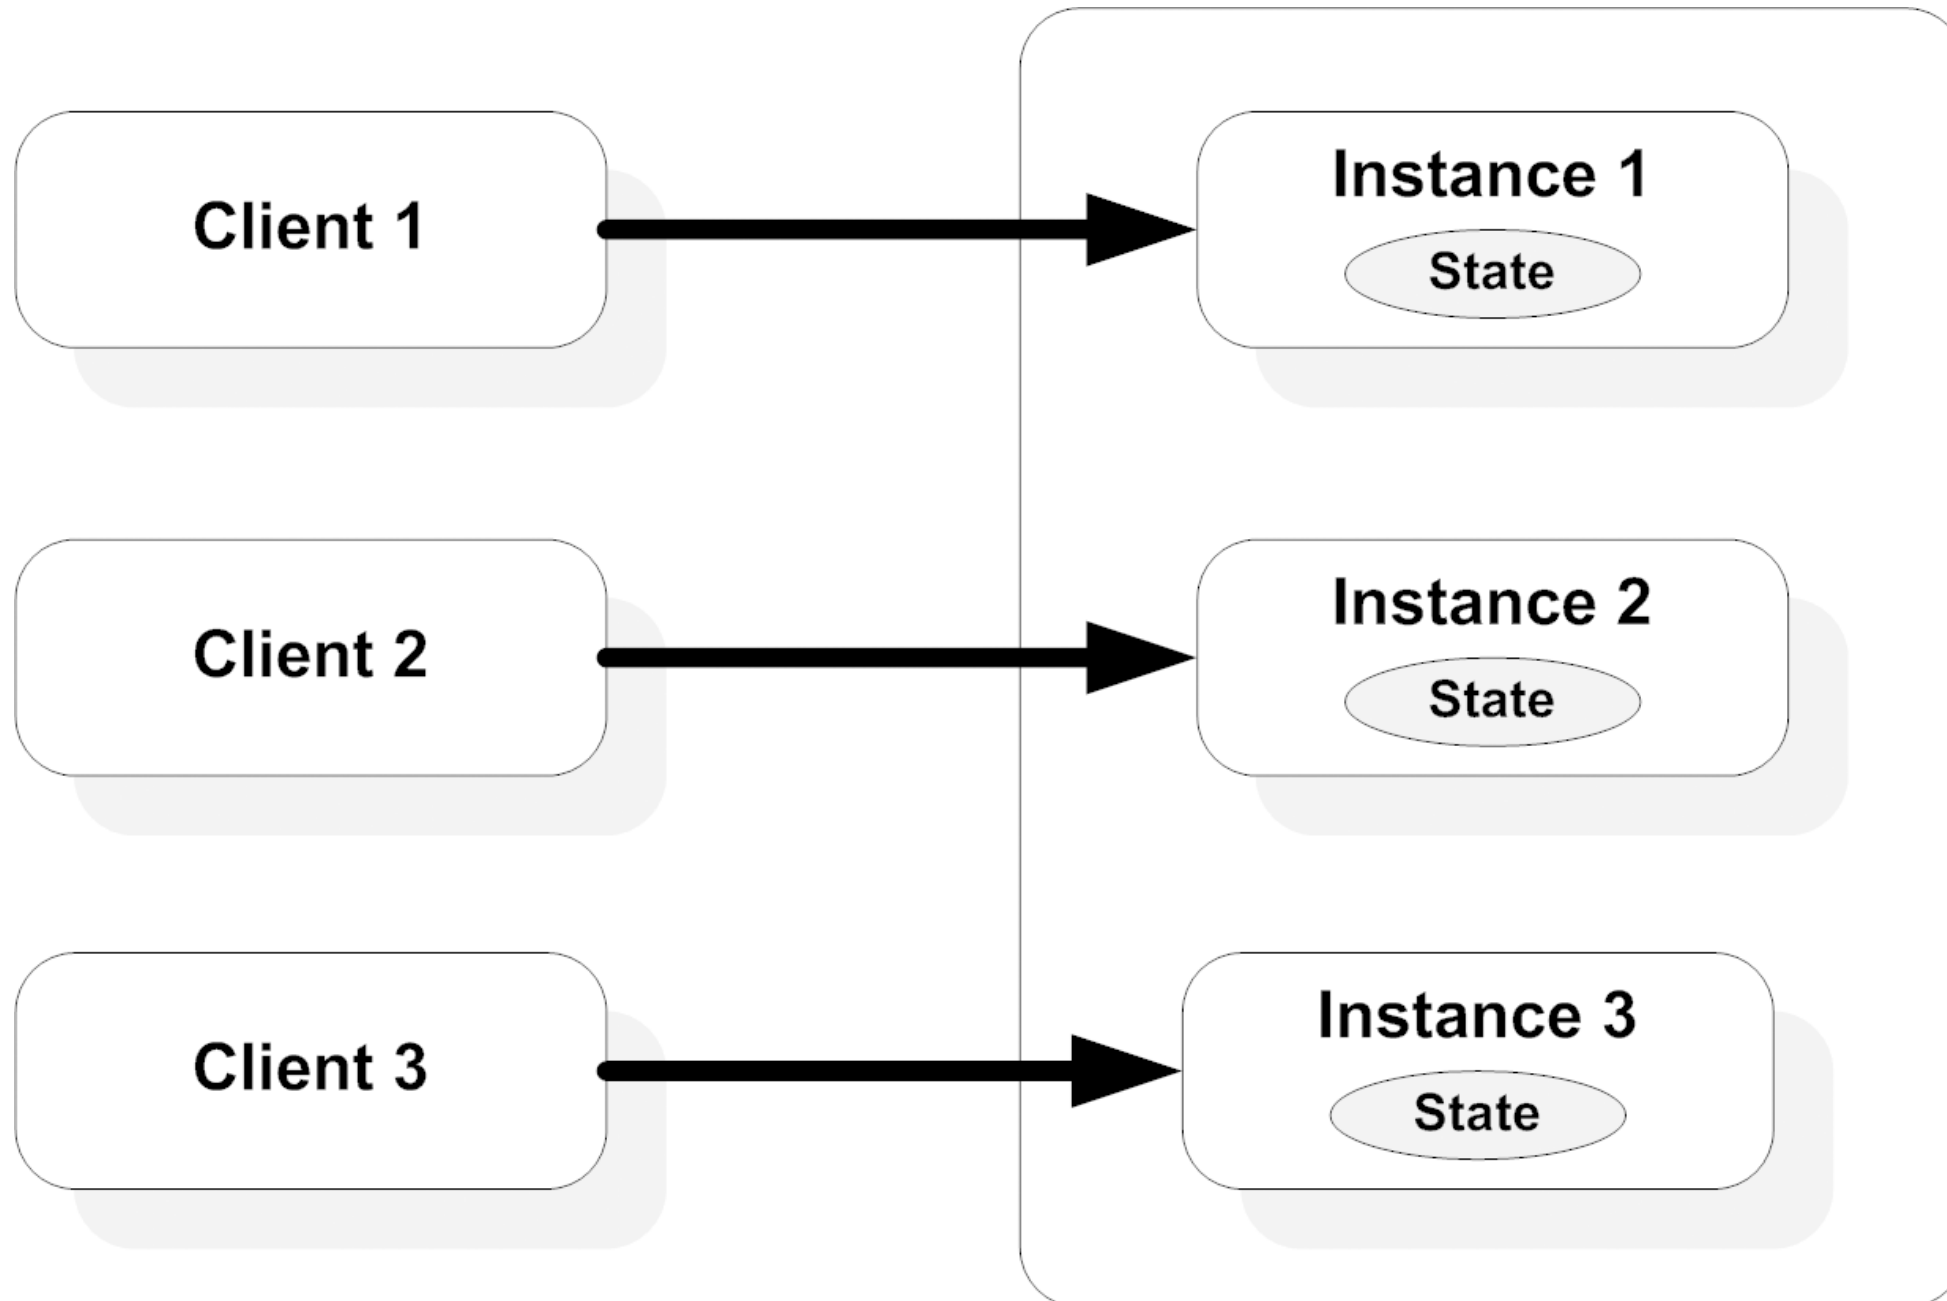 Client 1
Instance 1
State
Client 2
Instance 2
State
Client 3
Instance 3
State